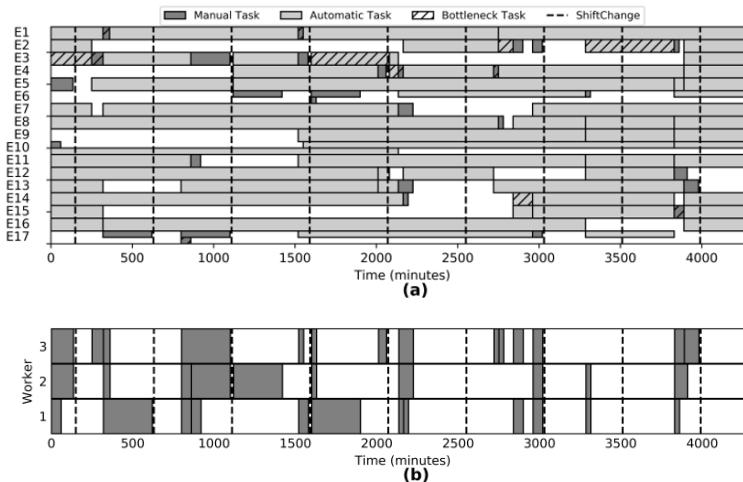 Manual Task Automatic Task Bottleneck Task ShiftChange
E1
E2
E3
E4
E5
E6
E7
E8
E9
E10
E11
E12
E13
E14
E15
E16
E17
0 500 1000 1500 2000 2500 3000 3500 4000
Time (minutes)
(a)
3
2
1
Worker
0 500 1000 1500 2000 2500 3000 3500 4000
Time (minutes)
(b)